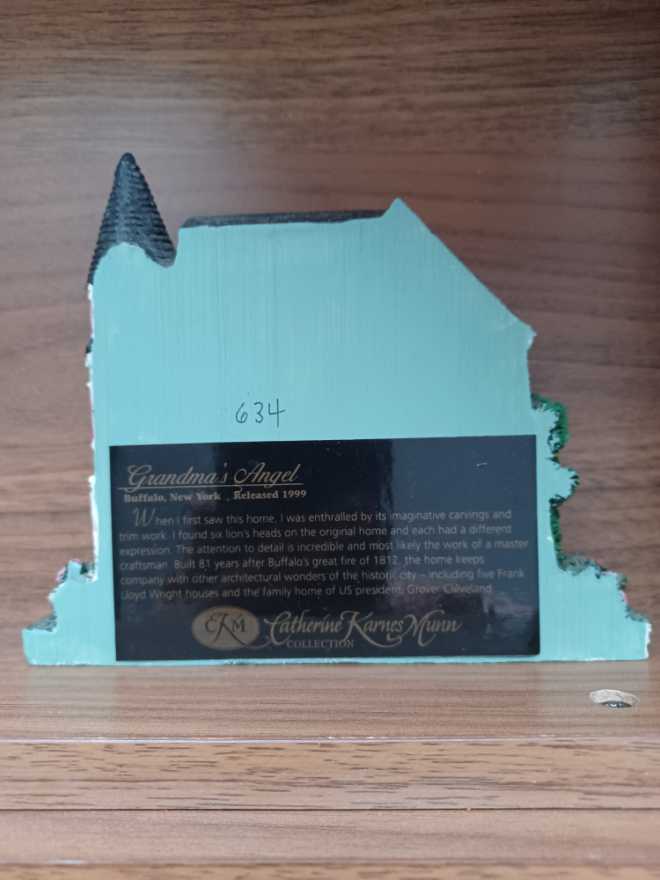 634
Grandma's Angel
Buffalo, New York . Released 1999
When I first saw this home, I was enthralled by its imaginative carvings and
trim work. I found six lion's heads on the original home and each had a different
expression. The attention to detail is incredible and most likely the work of a master
craftsman. Built 81 years after Buffalo's great fire of 1812, the home keeps
company with other architectural wonders of the historic city – including five Frank
Lloyd Wright houses and the family home of US president, Grover Cleveland.
CKM Catherine Karnes Munn
COLLECTION